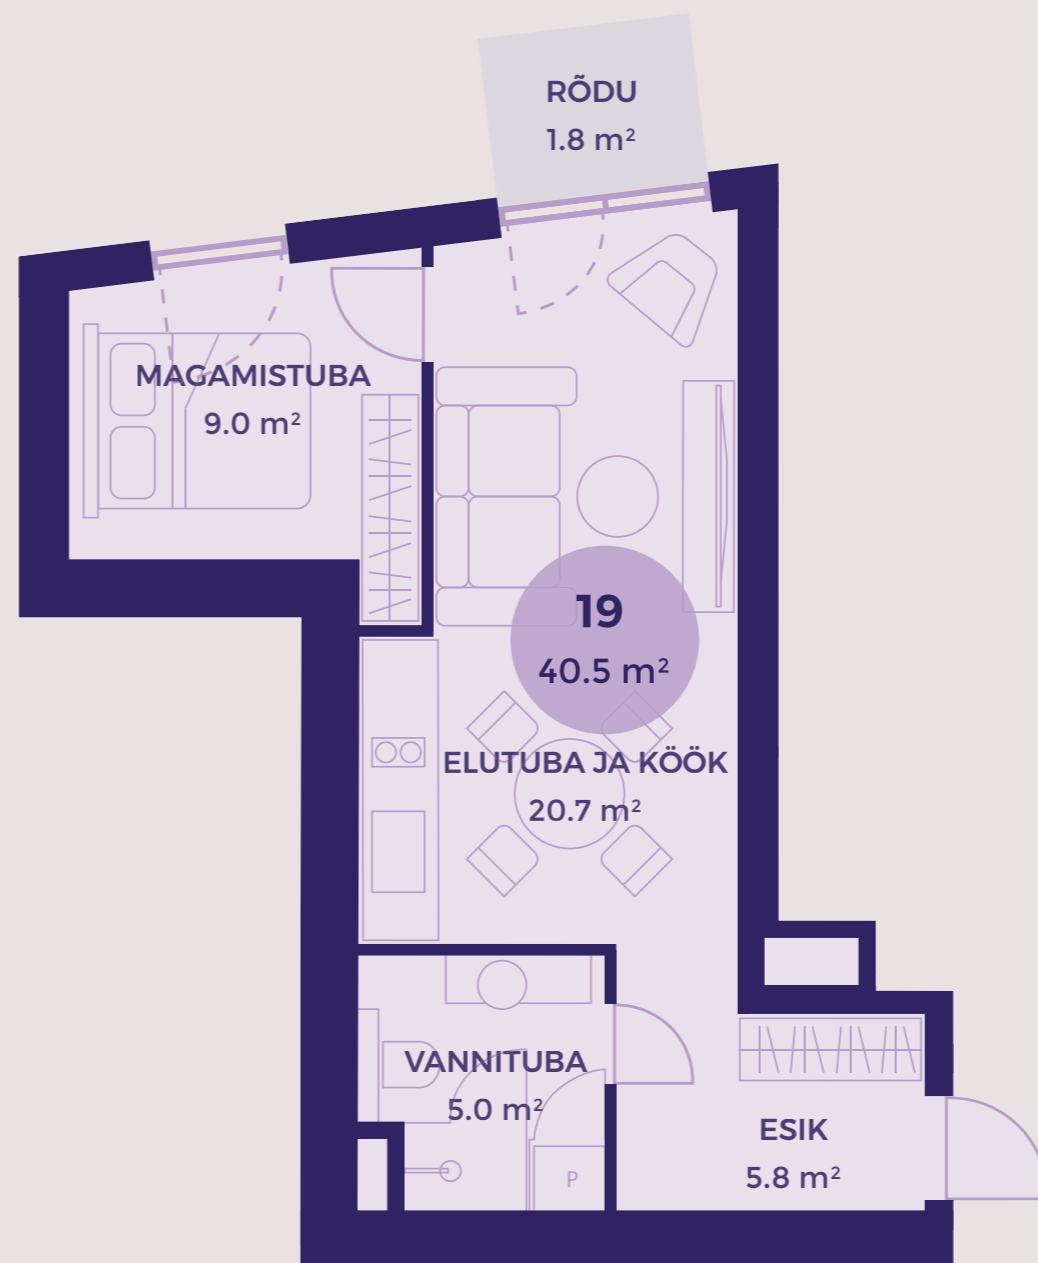 RÕDU
1.8 m²
MAGAMISTUBA
9.0 m²
19
40.5 m²
ELUTUBA JA KÖÖK
20.7 m²
VANNITUBA
5.0 m²
P
ESIK
5.8 m²